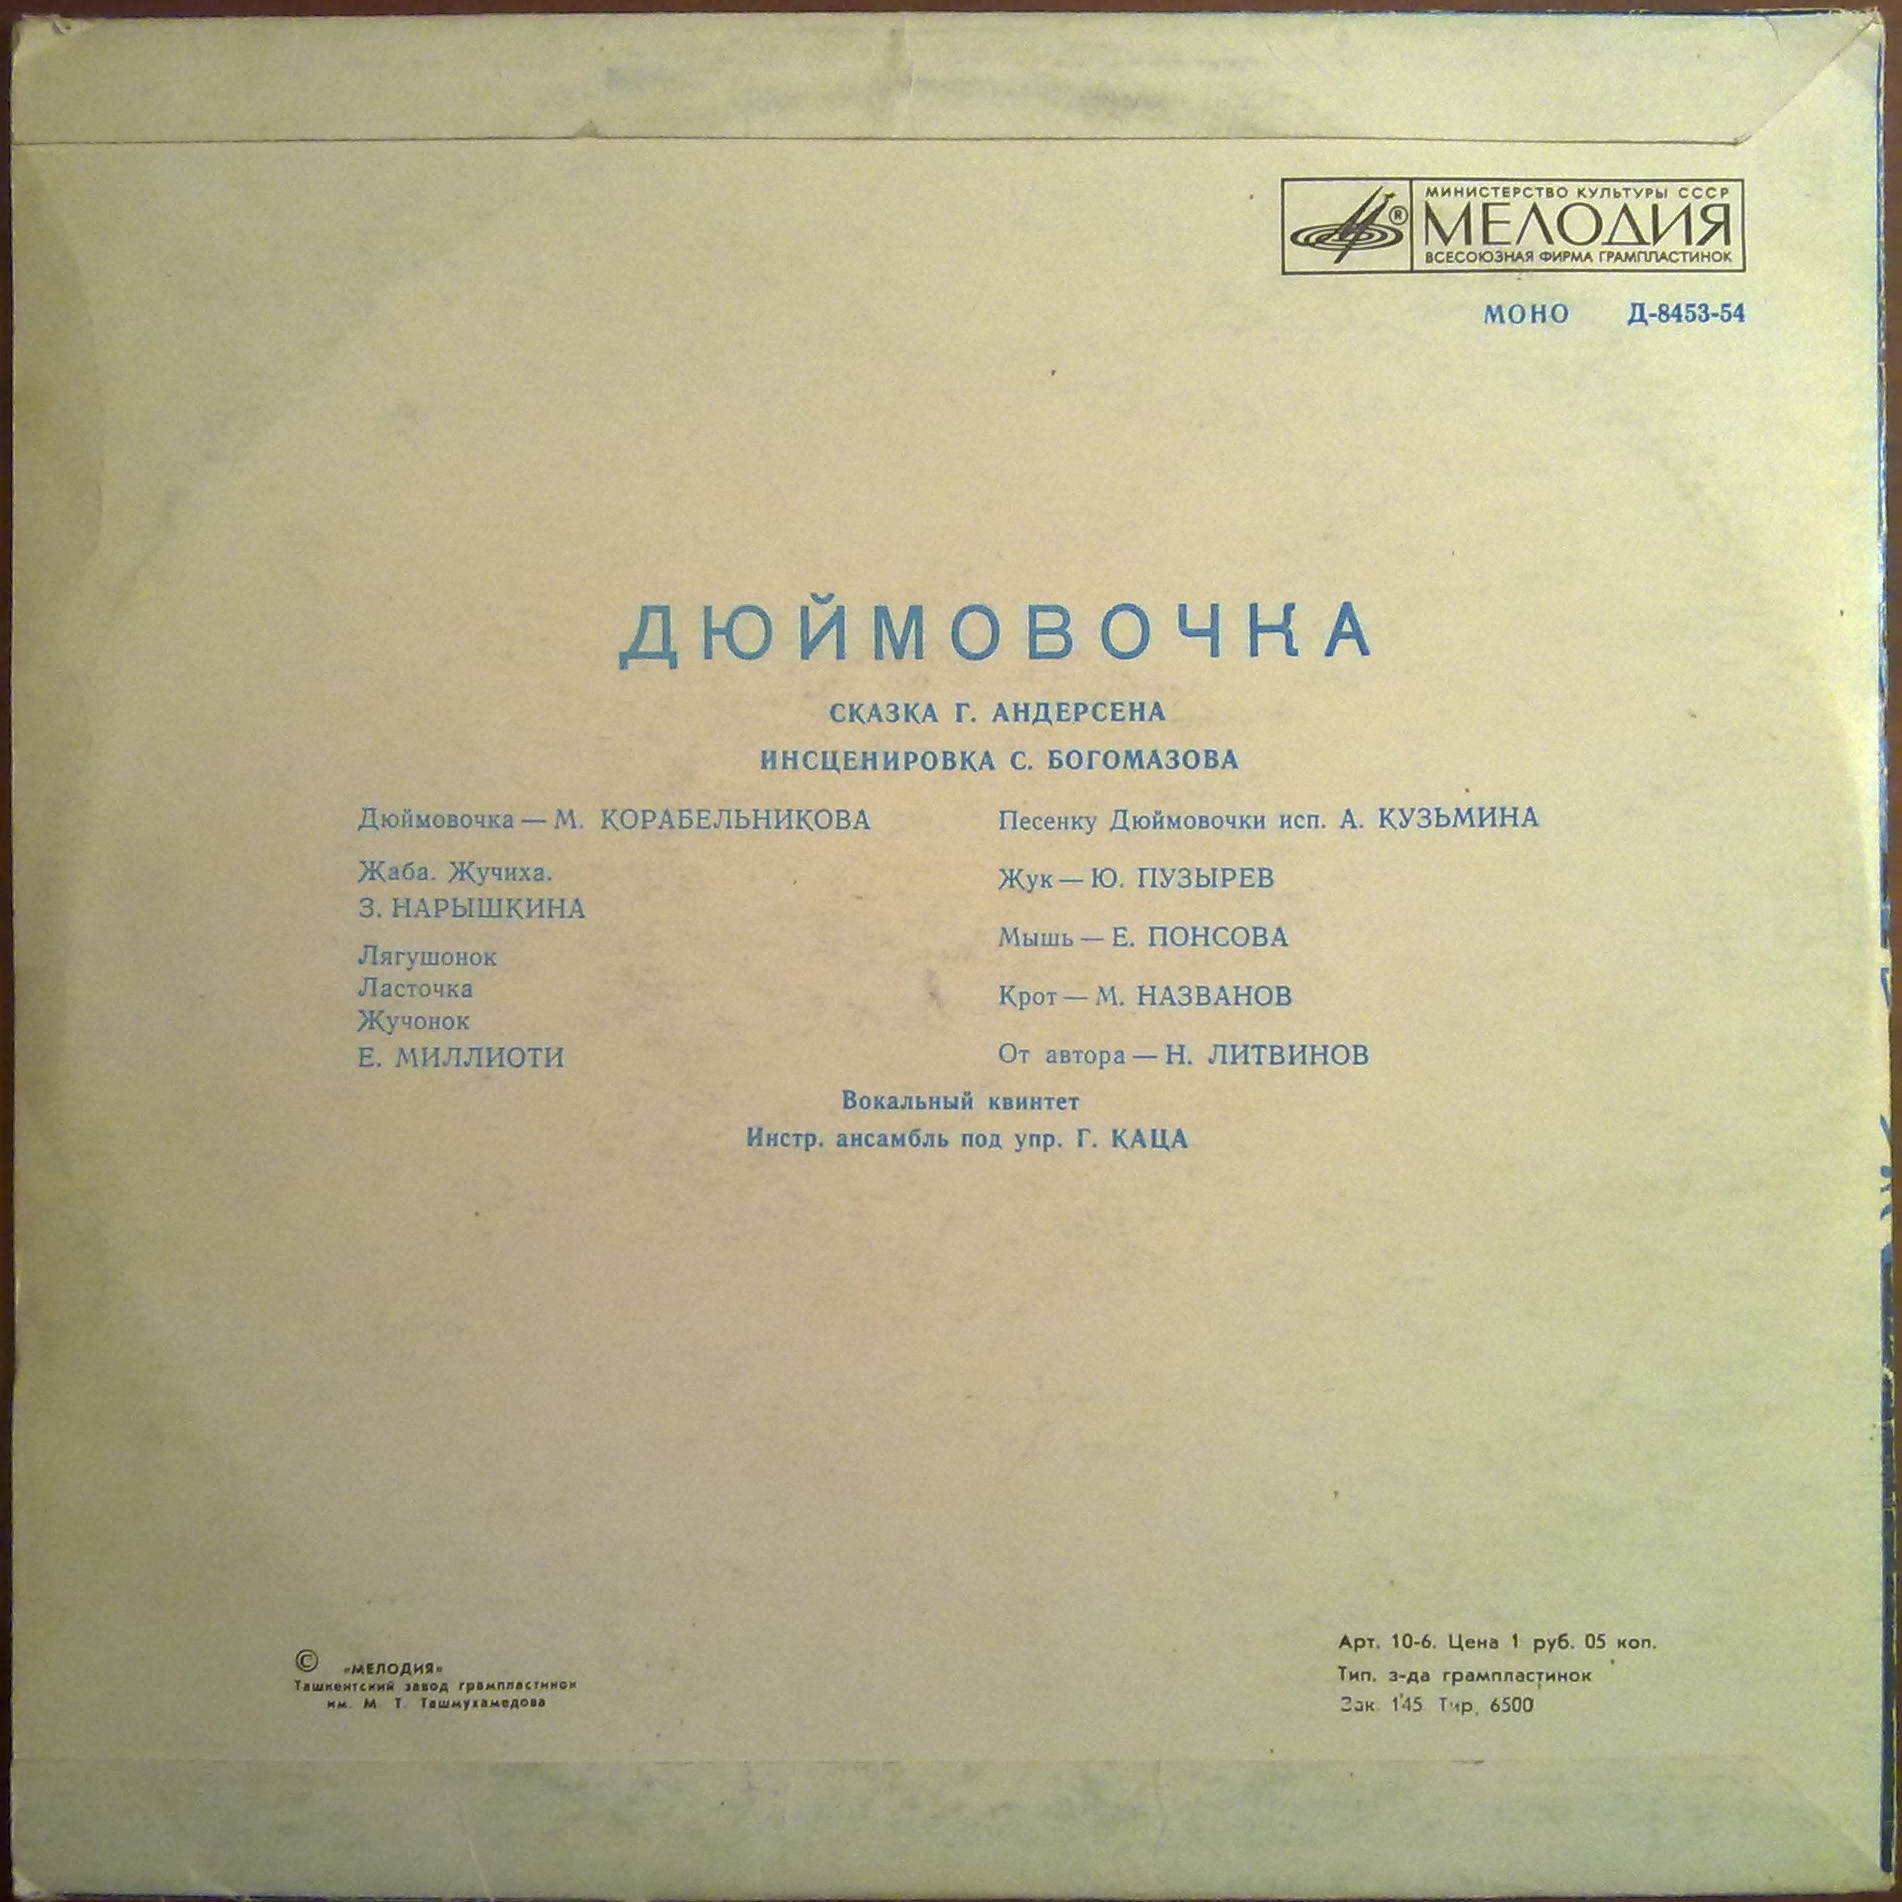 МИНИСТЕРСТВО КУЛЬТУРЫ СССР
МЕЛОДИЯ
ВСЕСОЮЗНАЯ ФИРМА ГРАМПЛАСТИНОК
®
МОНО Д-8453-54
ДЮЙМОВОЧКА
СКАЗКА Г. АНДЕРСЕНА
ИНСЦЕНИРОВКА С. БОГОМАЗОВА
Дюймовочка — М. КОРАБЕЛЬНИКОВА
Жаба. Жучиха.
З. НАРЫШКИНА
Лягушонок
Ласточка
Жучонок
Е. МИЛЛИОТИ
Песенку Дюймовочки исп. А. КУЗЬМИНА
Жук — Ю. ПУЗЫРЕВ
Мышь — Е. ПОНСОВА
Крот — М. НАЗВАНОВ
От автора — Н. ЛИТВИНОВ
Вокальный квинтет
Инстр. ансамбль под упр. Г. КАЦА
© «МЕЛОДИЯ»
Ташкентский завод грампластинок
им. М. Т. Ташмухамедова
Арт. 10-6. Цена 1 руб. 05 коп.
Тип. з-да грампластинок
Зак. 145 Тир. 6500